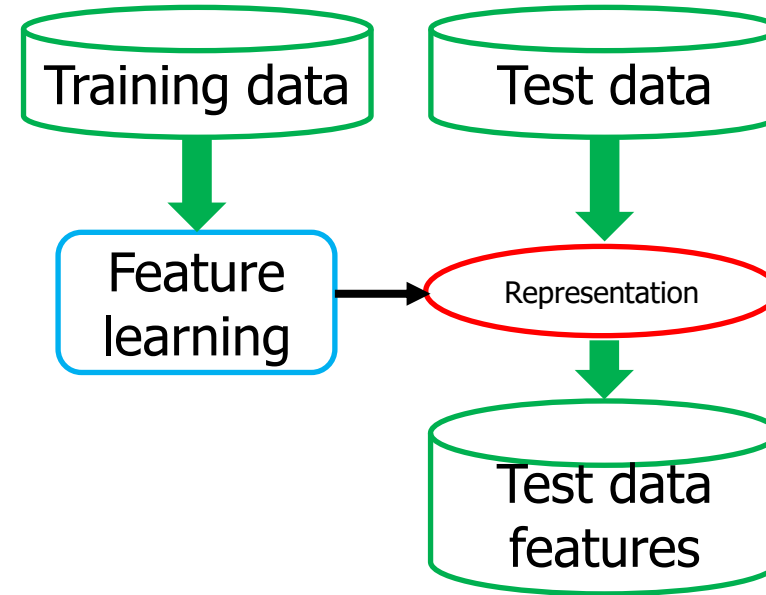 Training data
Test data
Feature
learning
Representation
Test data
features